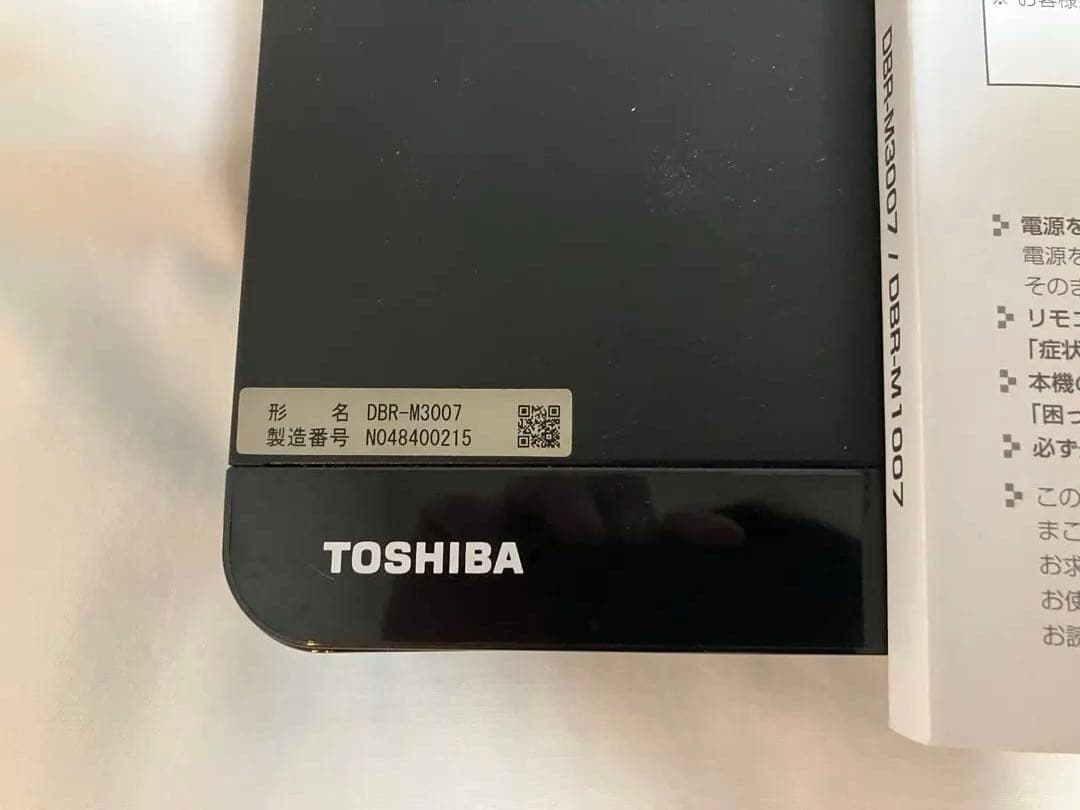 形 名 DBR-M3007
製造番号 N048400215
TOSHIBA
DBR-M3007 / DBR-M1007
電源を
電源を
そのま
リモコ
「症状
本機の
「困っ
必ず
この
まこ
お求
お使
お試